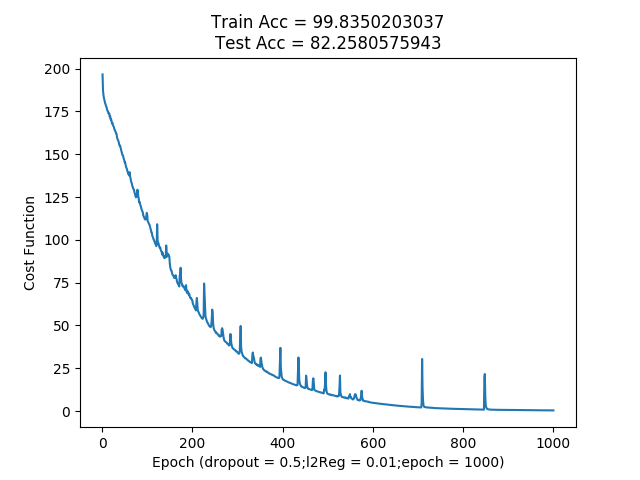 Train Acc = 99.8350203037
Test Acc = 82.2580575943
200
175
150
125
100
75
50
25
0
Cost Function
0 200 400 600 800 1000
Epoch (dropout = 0.5;l2Reg = 0.01;epoch = 1000)